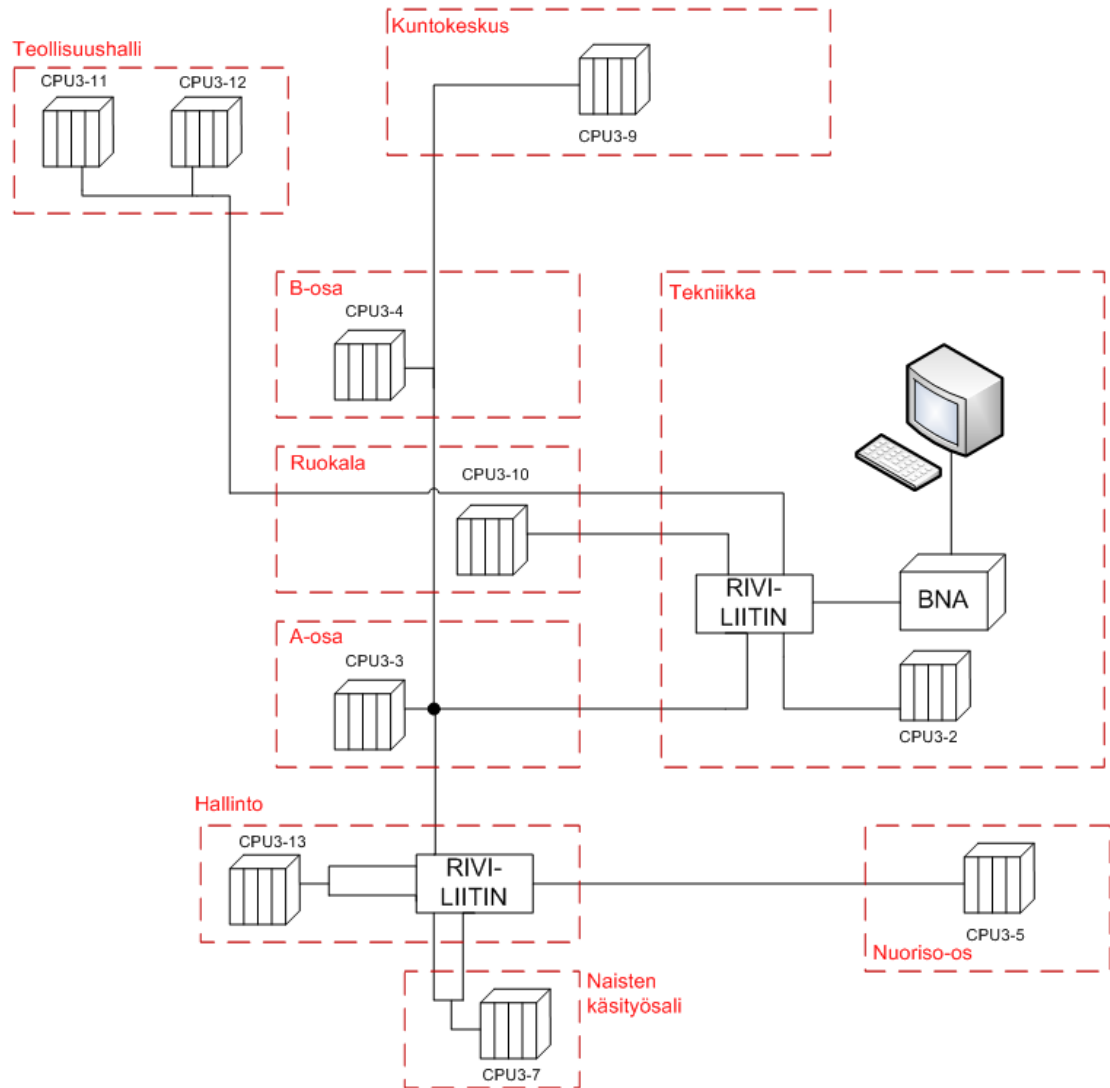 Kuntokeskus
Teollisuushalli
CPU3-11
CPU3-12
CPU3-9
B-osa
CPU3-4
Tekniikka
Ruokala
CPU3-10
RIVI-
LIITIN
BNA
A-osa
CPU3-3
CPU3-2
Hallinto
CPU3-13
RIVI-
LIITIN
CPU3-5
Nuoriso-os
Naisten
käsityösali
CPU3-7